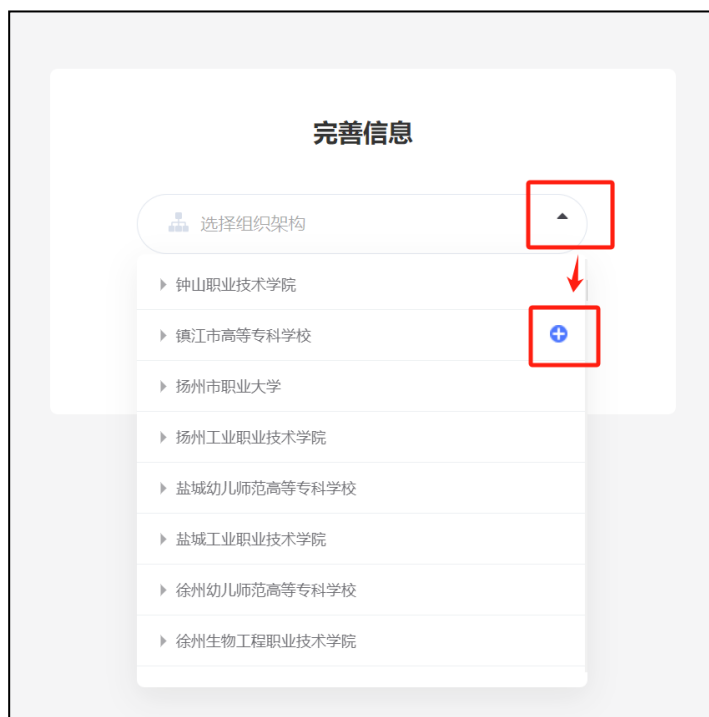 完善信息
选择组织架构
钟山职业技术学院
镇江市高等专科学校
扬州市职业大学
扬州工业职业技术学院
盐城幼儿师范高等专科学校
盐城工业职业技术学院
徐州幼儿师范高等专科学校
徐州生物工程职业技术学院